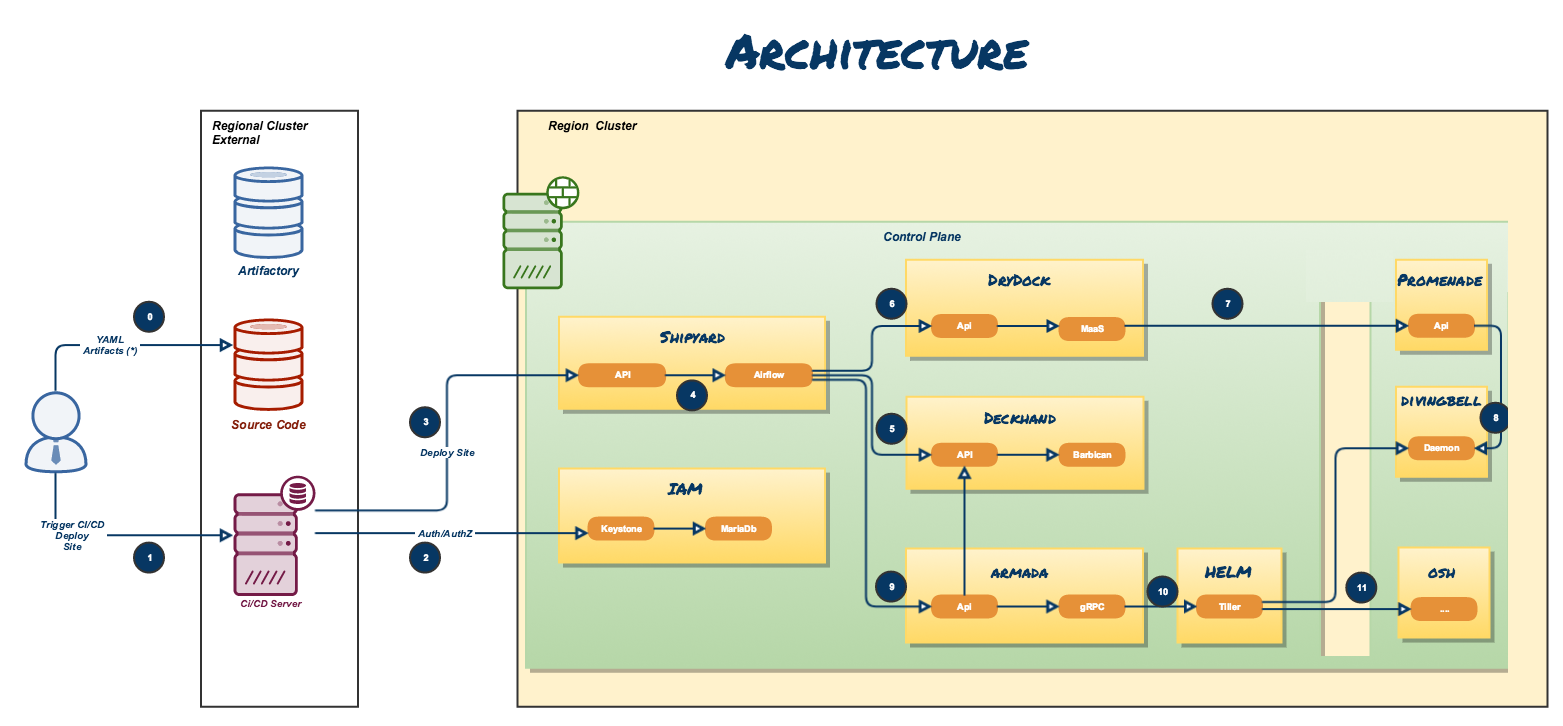 ARCHITECTURE
Regional Cluster
External
Region Cluster
Artifactory
Control Plane
0
YAML
Artifacts (*)
Source Code
Trigger CI/CD
Deploy
Site
1
CI/CD Server
3
Deploy Site
Auth/AuthZ
2
SHIPYARD
API
Airflow
4
IAM
Keystone
MariaDb
6
DRYDOCK
Api
MaaS
7
PROMENADE
Api
5
DECKHAND
API
Barbican
DIVINGBELL
8
Daemon
9
ARMADA
Api
gRPC
10
HELM
Tiller
11
OSH
....